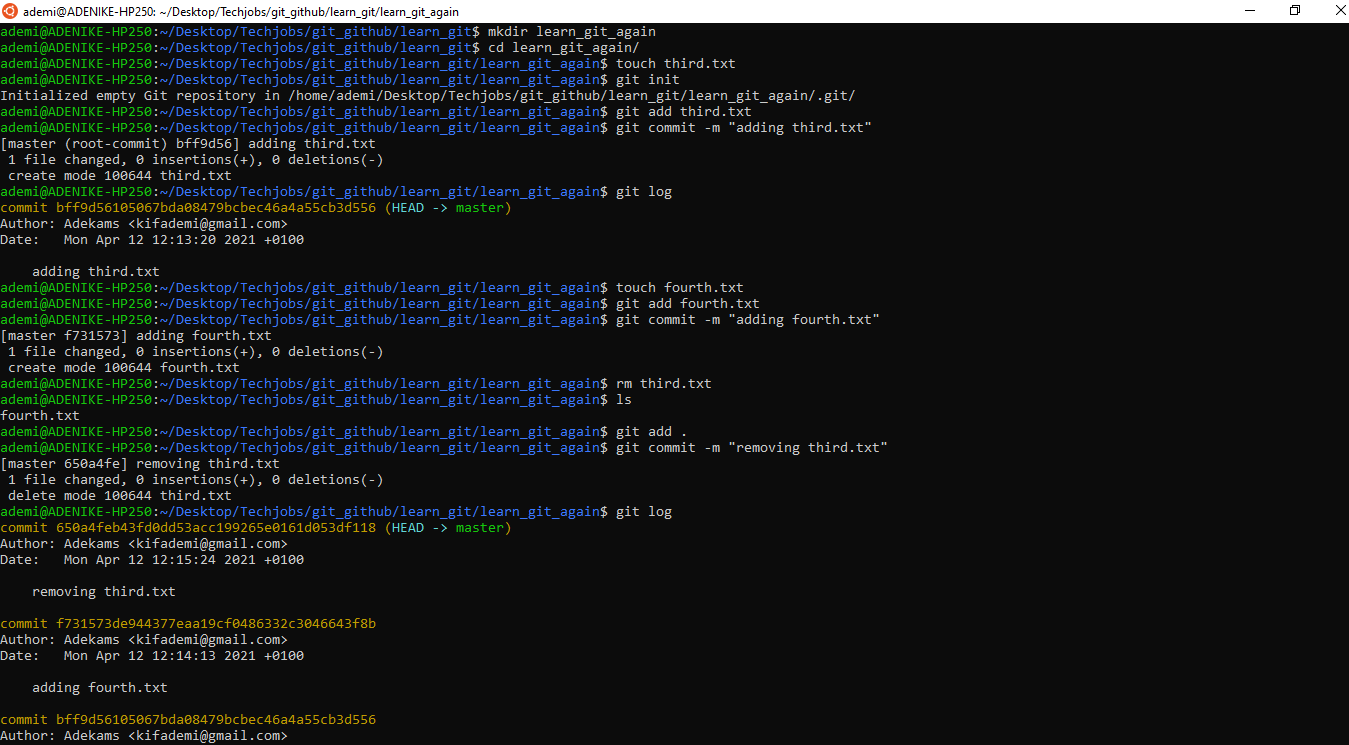 ademi@ADENIKE-HP250: ~/Desktop/Techjobs/git_github/learn_git/learn_git_again
ademi@ADENIKE-HP250:~/Desktop/Techjobs/git_github/learn_git$ mkdir learn_git_again
ademi@ADENIKE-HP250:~/Desktop/Techjobs/git_github/learn_git$ cd learn_git_again/
ademi@ADENIKE-HP250:~/Desktop/Techjobs/git_github/learn_git/learn_git_again$ touch third.txt
ademi@ADENIKE-HP250:~/Desktop/Techjobs/git_github/learn_git/learn_git_again$ git init
Initialized empty Git repository in /home/ademi/Desktop/Techjobs/git_github/learn_git/learn_git_again/.git/
ademi@ADENIKE-HP250:~/Desktop/Techjobs/git_github/learn_git/learn_git_again$ git add third.txt
ademi@ADENIKE-HP250:~/Desktop/Techjobs/git_github/learn_git/learn_git_again$ git commit -m "adding third.txt"
[master (root-commit) bff9d56] adding third.txt
 1 file changed, 0 insertions(+), 0 deletions(-)
 create mode 100644 third.txt
ademi@ADENIKE-HP250:~/Desktop/Techjobs/git_github/learn_git/learn_git_again$ git log
commit bff9d56105067bda08479bcbec46a4a55cb3d556 (HEAD -> master)
Author: Adekams <kifademi@gmail.com>
Date:   Mon Apr 12 12:13:20 2021 +0100

    adding third.txt
ademi@ADENIKE-HP250:~/Desktop/Techjobs/git_github/learn_git/learn_git_again$ touch fourth.txt
ademi@ADENIKE-HP250:~/Desktop/Techjobs/git_github/learn_git/learn_git_again$ git add fourth.txt
ademi@ADENIKE-HP250:~/Desktop/Techjobs/git_github/learn_git/learn_git_again$ git commit -m "adding fourth.txt"
[master f731573] adding fourth.txt
 1 file changed, 0 insertions(+), 0 deletions(-)
 create mode 100644 fourth.txt
ademi@ADENIKE-HP250:~/Desktop/Techjobs/git_github/learn_git/learn_git_again$ rm third.txt
ademi@ADENIKE-HP250:~/Desktop/Techjobs/git_github/learn_git/learn_git_again$ ls
fourth.txt
ademi@ADENIKE-HP250:~/Desktop/Techjobs/git_github/learn_git/learn_git_again$ git add .
ademi@ADENIKE-HP250:~/Desktop/Techjobs/git_github/learn_git/learn_git_again$ git commit -m "removing third.txt"
[master 650a4fe] removing third.txt
 1 file changed, 0 insertions(+), 0 deletions(-)
 delete mode 100644 third.txt
ademi@ADENIKE-HP250:~/Desktop/Techjobs/git_github/learn_git/learn_git_again$ git log
commit 650a4feb43fd0dd53acc199265e0161d053df118 (HEAD -> master)
Author: Adekams <kifademi@gmail.com>
Date:   Mon Apr 12 12:15:24 2021 +0100

    removing third.txt

commit f731573de944377eaa19cf0486332c3046643f8b
Author: Adekams <kifademi@gmail.com>
Date:   Mon Apr 12 12:14:13 2021 +0100

    adding fourth.txt

commit bff9d56105067bda08479bcbec46a4a55cb3d556
Author: Adekams <kifademi@gmail.com>